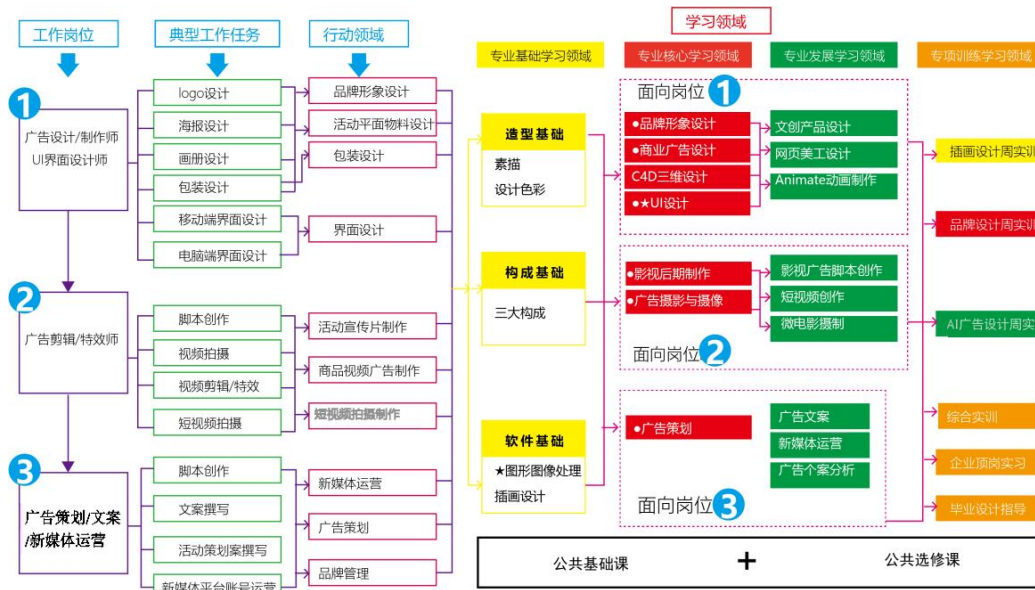 学习领域
工作岗位
典型工作任务
行动领域
专业基础学习领域
专业核心学习领域
专业发展学习领域
专项训练学习领域
1
广告设计/制作师
UI界面设计师
logo设计
海报设计
画册设计
包装设计
移动端界面设计
电脑端界面设计
品牌形象设计
活动平面物料设计
包装设计
界面设计
2
广告剪辑/特效师
脚本创作
视频拍摄
视频剪辑/特效
短视频拍摄
活动宣传片制作
商品视频广告制作
短视频拍摄制作
3
广告策划/文案
/新媒体运营
脚本创作
文案撰写
活动策划案撰写
新媒体平台账号运营
新媒体运营
广告策划
品牌管理
造型基础
素描
设计色彩
构成基础
三大构成
软件基础
★图形图像处理
插画设计
面向岗位1
●品牌形象设计
●商业广告设计
C4D三维设计
●★UI设计
文创产品设计
网页美工设计
Animate动画制作
●影视后期制作
●广告摄影与摄像
影视广告脚本创作
短视频创作
微电影摄制
面向岗位2
●广告策划
广告文案
新媒体运营
广告个案分析
面向岗位3
插画设计周实训
品牌设计周实训
AI广告设计周实
综合实训
企业顶岗实习
毕业设计指导
公共基础课
+
公共选修课